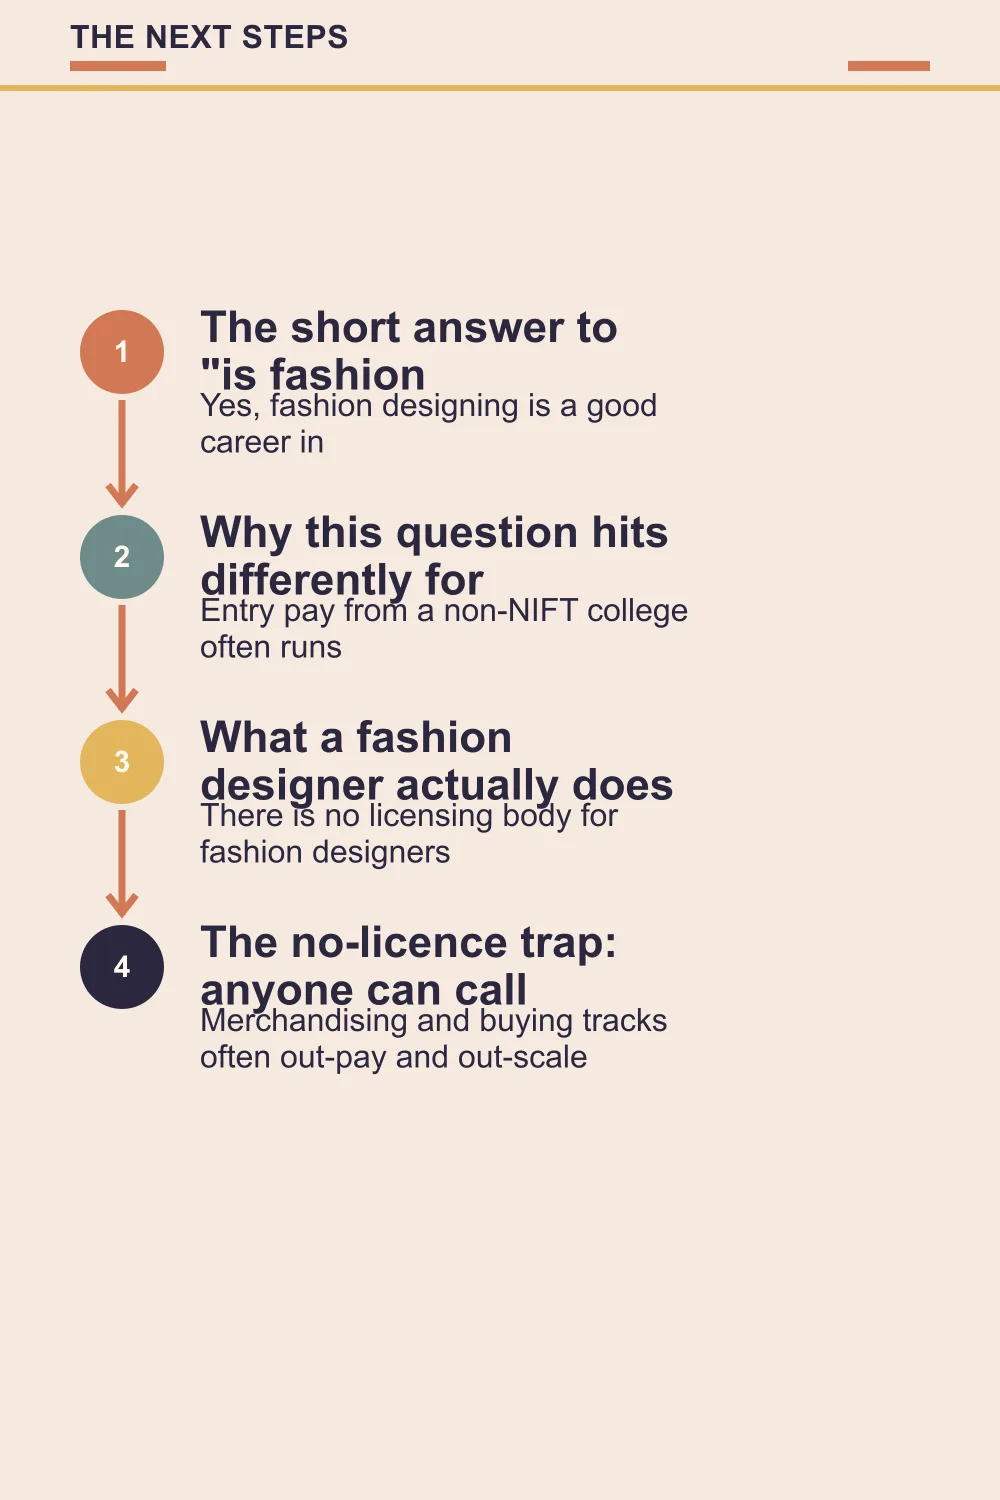 THE NEXT STEPS
1
The short answer to
"is fashion
Yes, fashion designing is a good
career in
2
Why this question hits
differently for
Entry pay from a non-NIFT college
often runs
3
What a fashion
designer actually does
There is no licensing body for
fashion designers
4
The no-licence trap:
anyone can call
Merchandising and buying tracks
often out-pay and out-scale